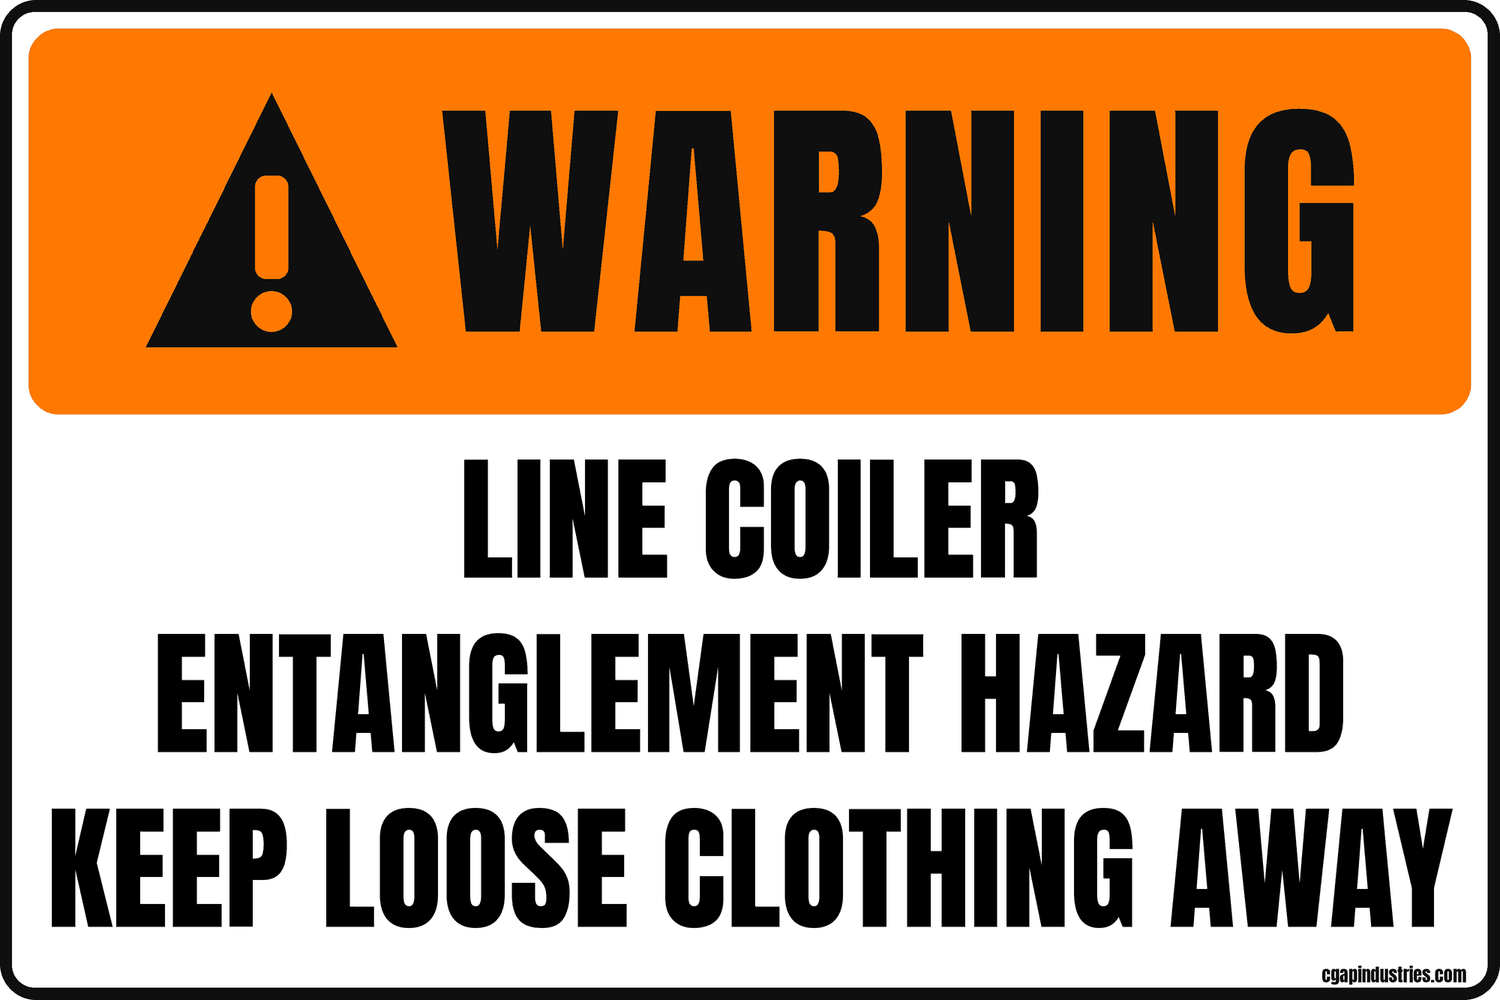 WARNING
LINE COILER
ENTANGLEMENT HAZARD
KEEP LOOSE CLOTHING AWAY
cgapindustries.com